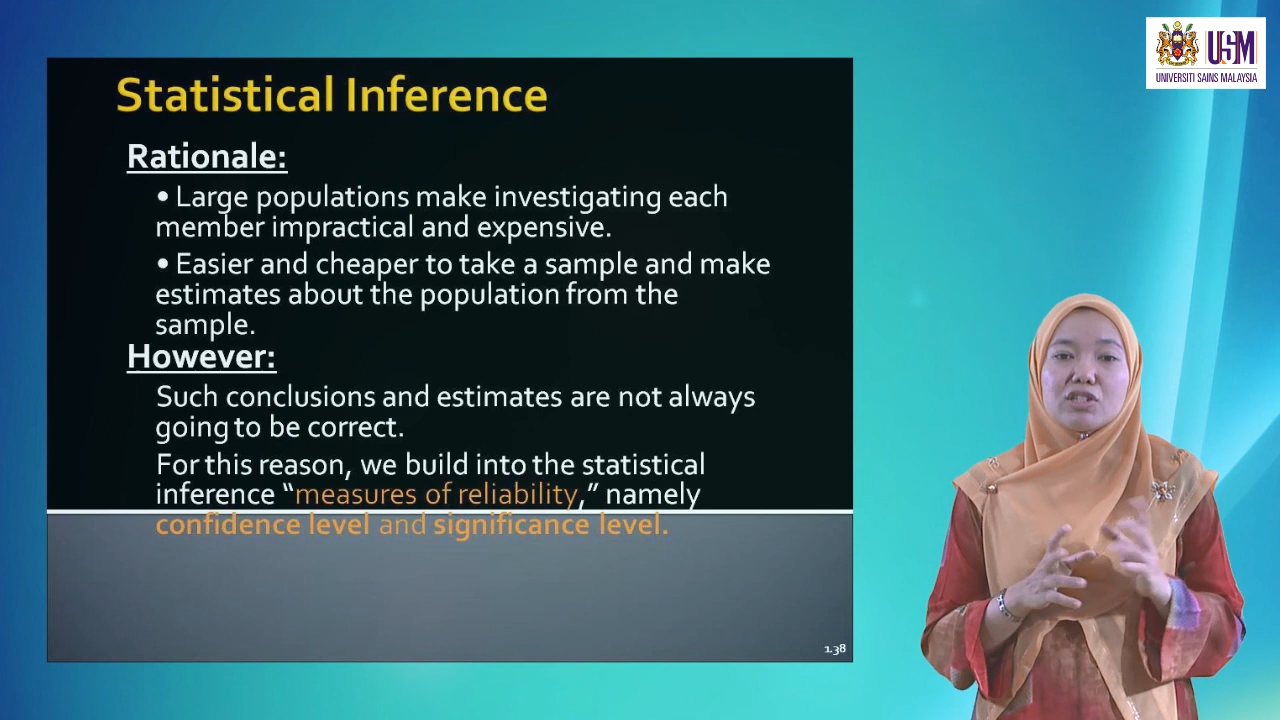 USM
UNIVERSITI SAINS MALAYSIA
Statistical Inference
Rationale:
• Large populations make investigating each
member impractical and expensive.
• Easier and cheaper to take a sample and make
estimates about the population from the
sample.
However:
Such conclusions and estimates are not always
going to be correct.
For this reason, we build into the statistical
inference “measures of reliability,” namely
confidence level and significance level.
1.38